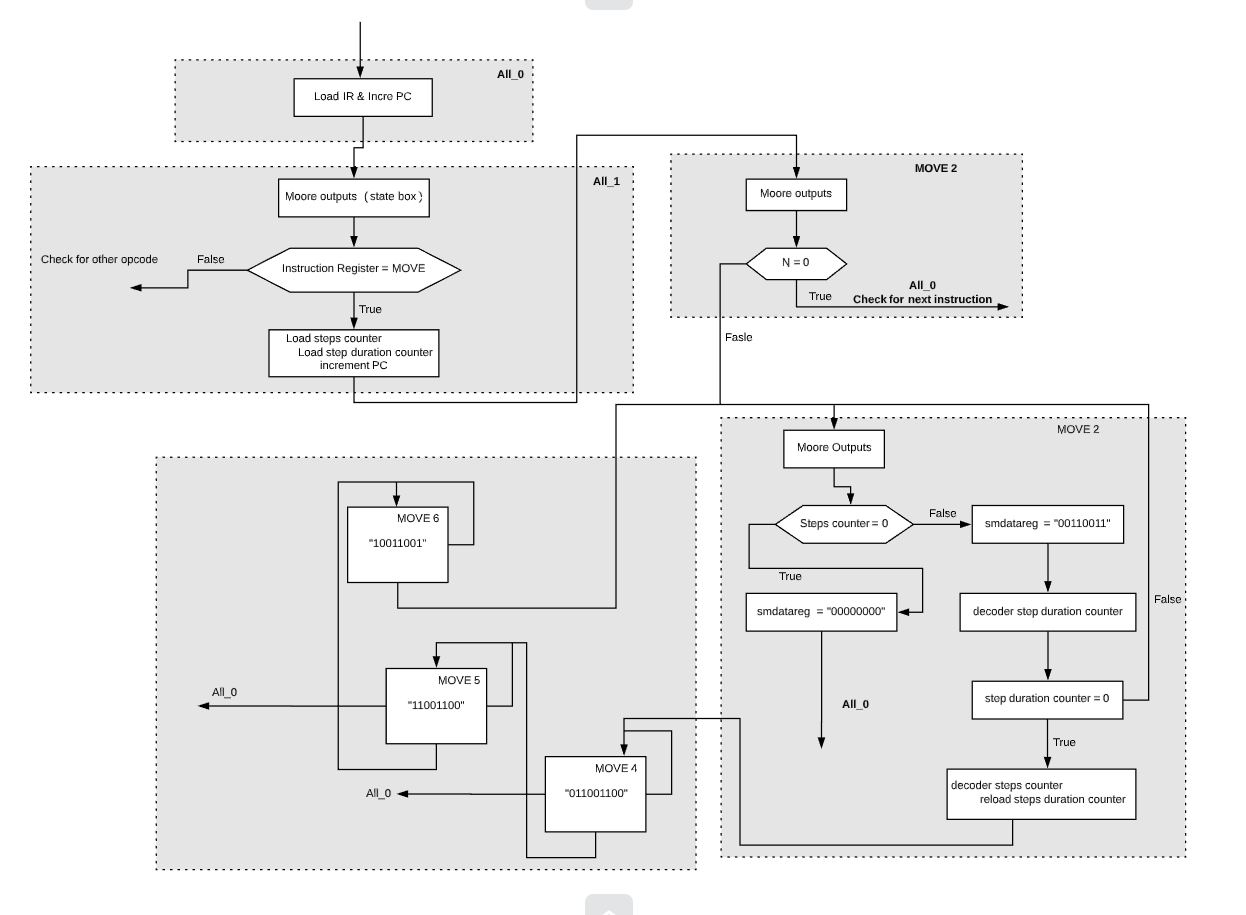 All_0
Load IR & Incre PC
All_1
Moore outputs (state box)
Instruction Register = MOVE
False
Check for other opcode
True
Load steps counter
Load step duration counter
increment PC
MOVE 2
Moore outputs
N = 0
True
All_0
Check for next instruction
Fasle
MOVE 2
Moore Outputs
Steps counter = 0
False
smdatareg = "00110011"
True
smdatareg = "00000000"
decoder stop duration counter
False
step duration counter = 0
All_0
True
decoder steps counter
reload steps duration counter
MOVE 6
"10011001"
MOVE 5
"11001100"
All_0
MOVE 4
"011001100"
All_0